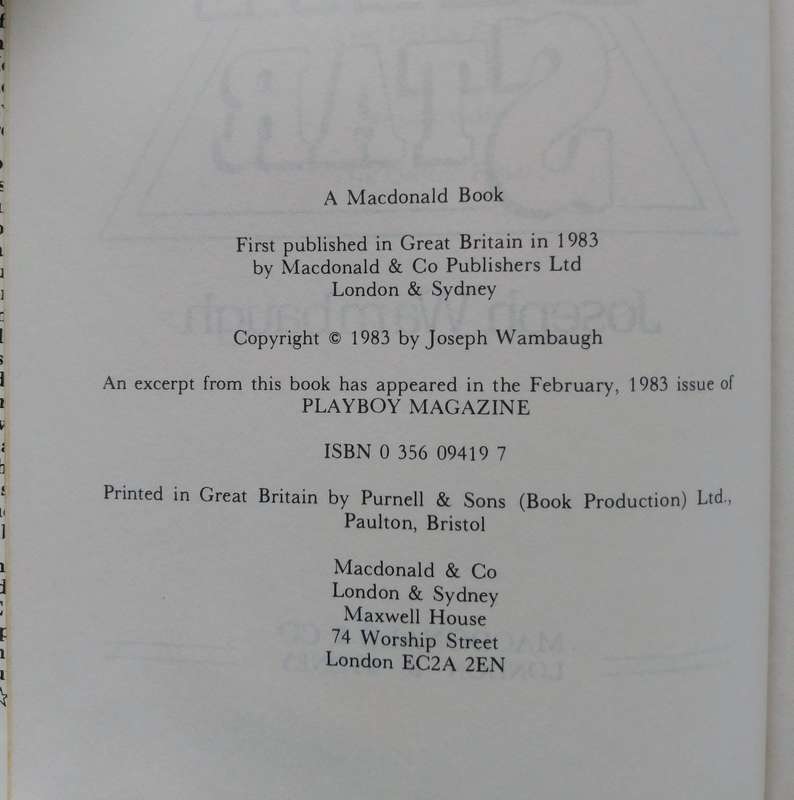 A Macdonald Book
First published in Great Britain in 1983
by Macdonald & Co Publishers Ltd
London & Sydney
Copyright © 1983 by Joseph Wambaugh
An excerpt from this book has appeared in the February, 1983 issue of
PLAYBOY MAGAZINE
ISBN 0 356 09419 7
Printed in Great Britain by Purnell & Sons (Book Production) Ltd.,
Paulton, Bristol
Macdonald & Co
London & Sydney
Maxwell House
74 Worship Street
London EC2A 2EN
STAR
Joseph Wambaugh